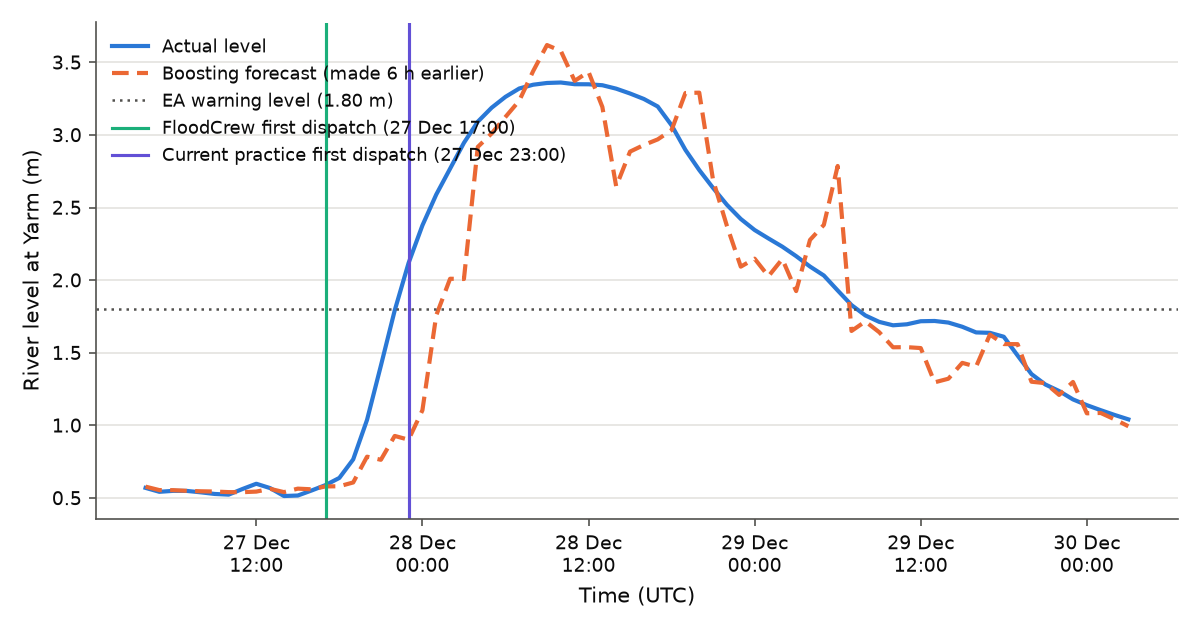 Actual level
Boosting forecast (made 6 h earlier)
EA warning level (1.80 m)
FloodCrew first dispatch (27 Dec 17:00)
Current practice first dispatch (27 Dec 23:00)
River level at Yarm (m)
3.5
3.0
2.5
2.0
1.5
1.0
0.5
27 Dec
12:00
28 Dec
00:00
28 Dec
12:00
29 Dec
00:00
29 Dec
12:00
30 Dec
00:00
Time (UTC)